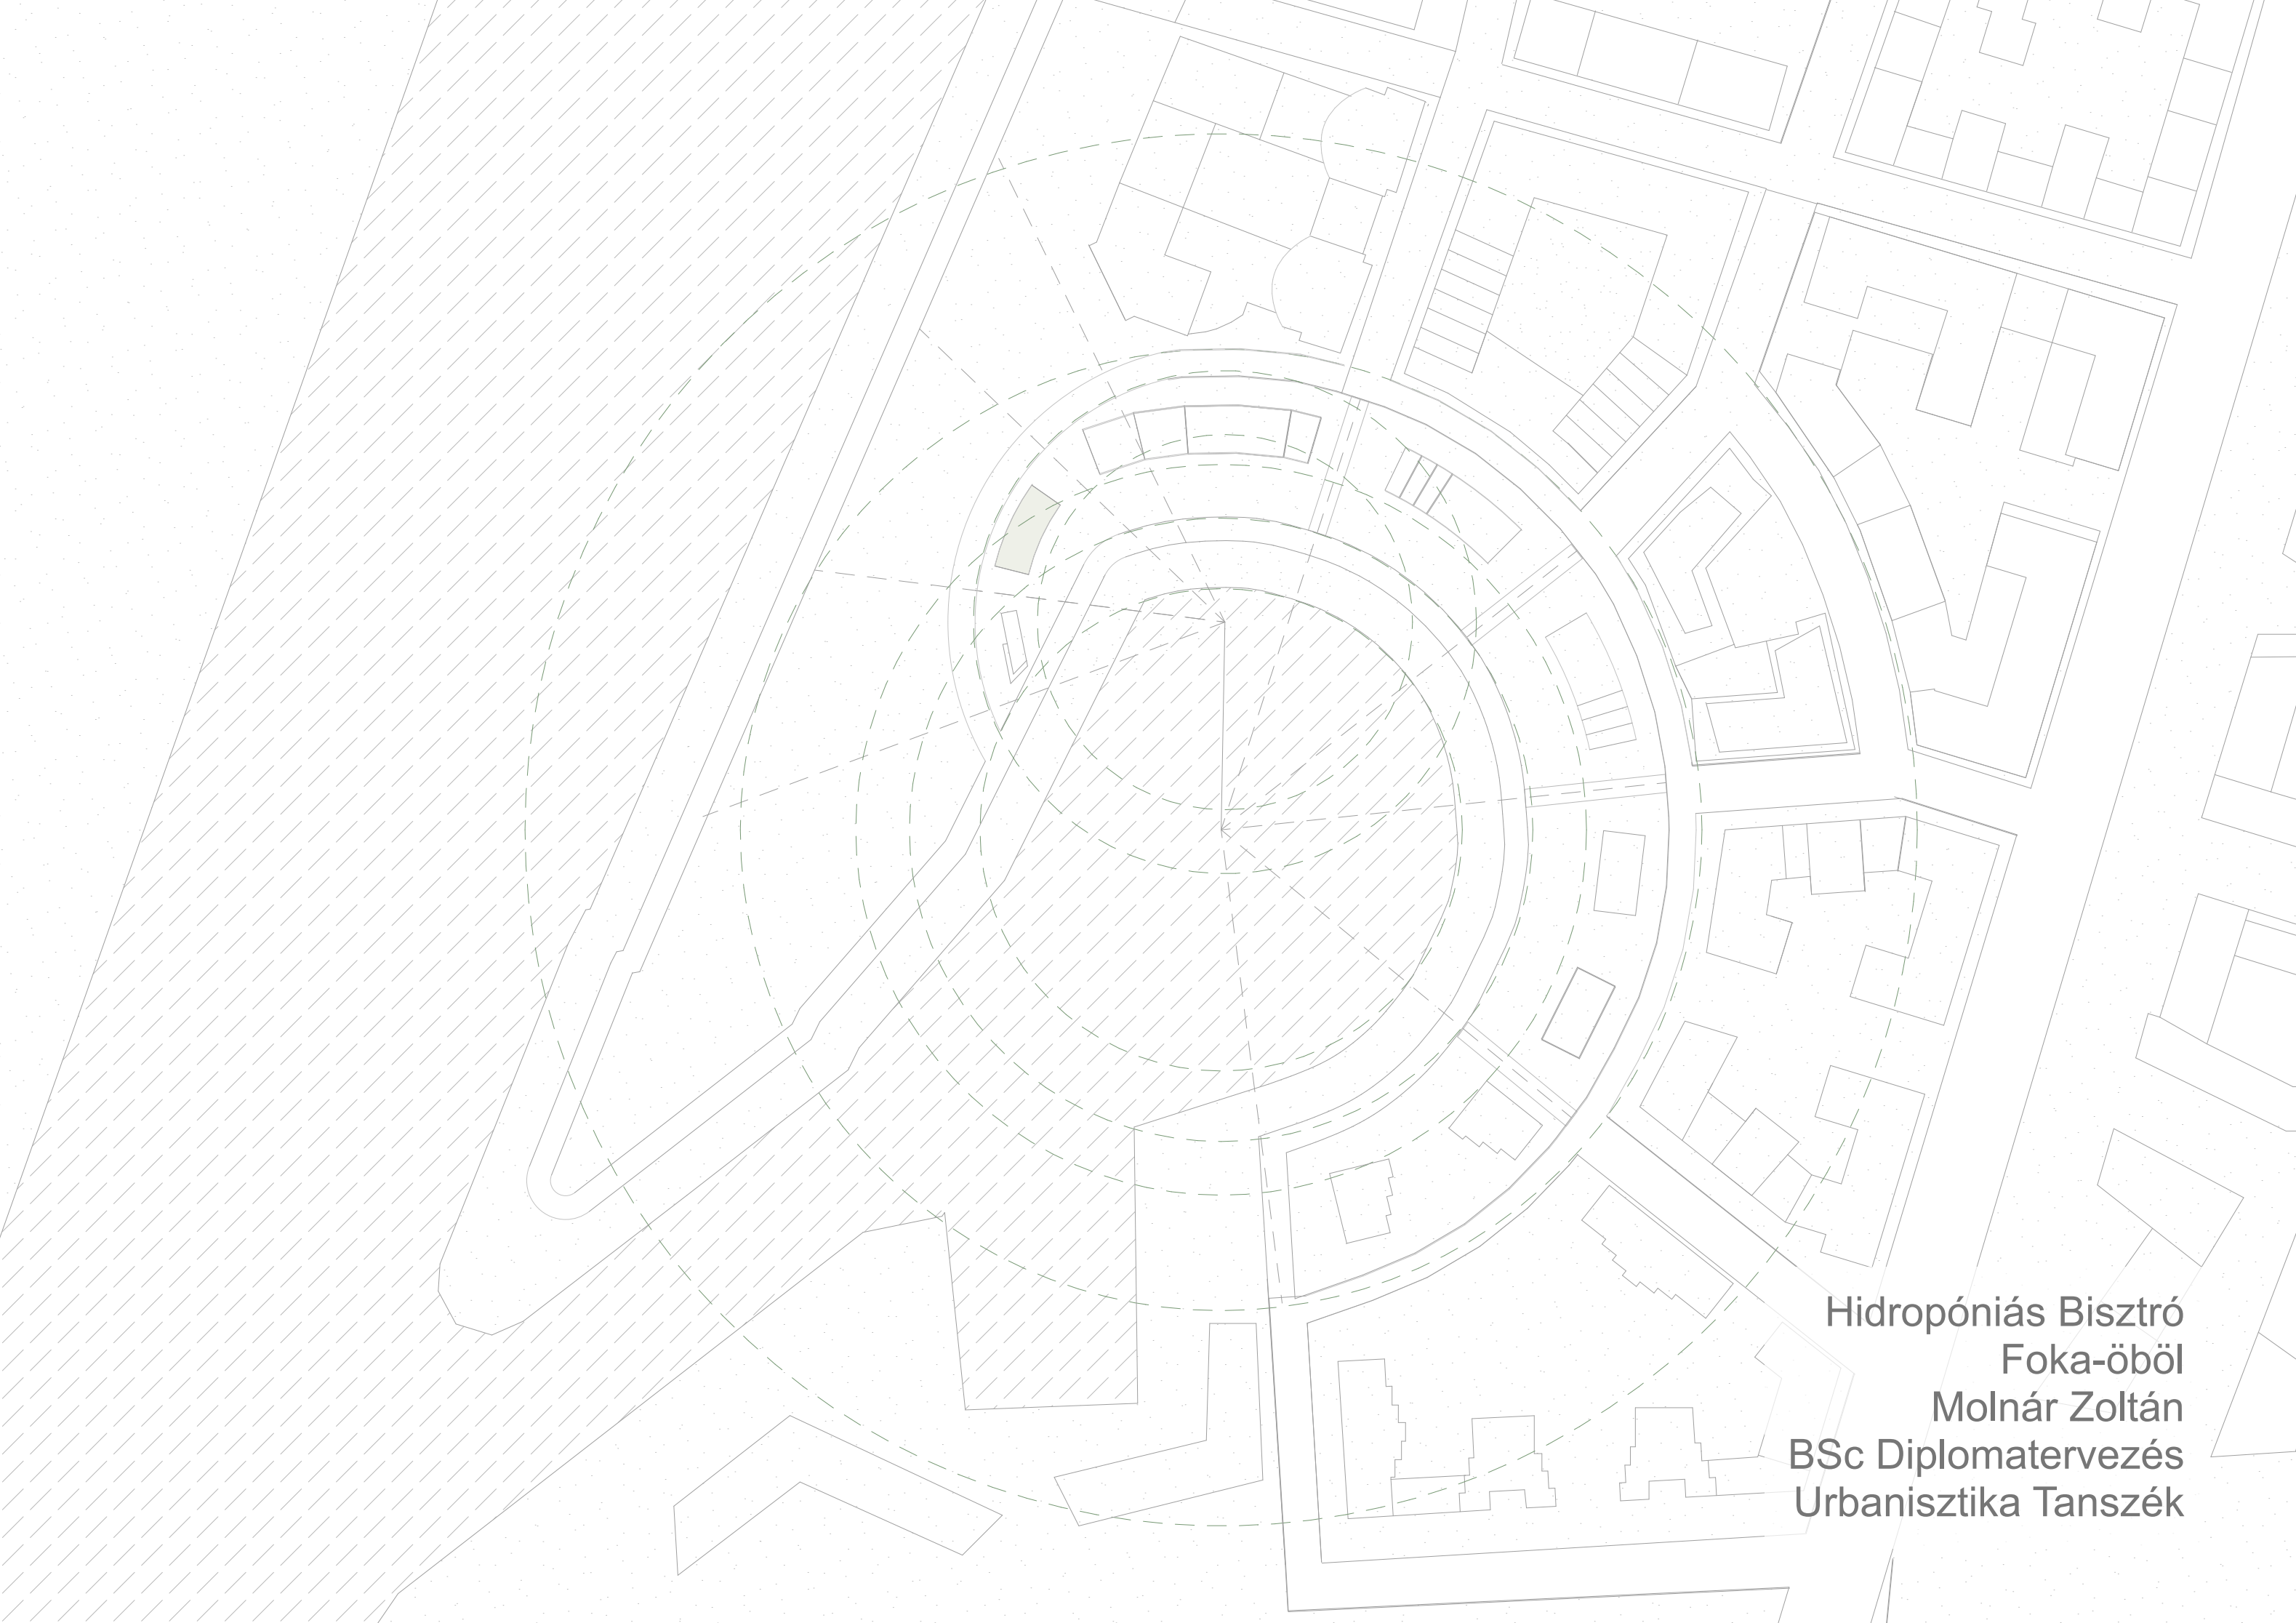 Hidropóniás Bisztró
Foka-öböl
Molnár Zoltán
BSc Diplomatervezés
Urbanisztika Tanszék